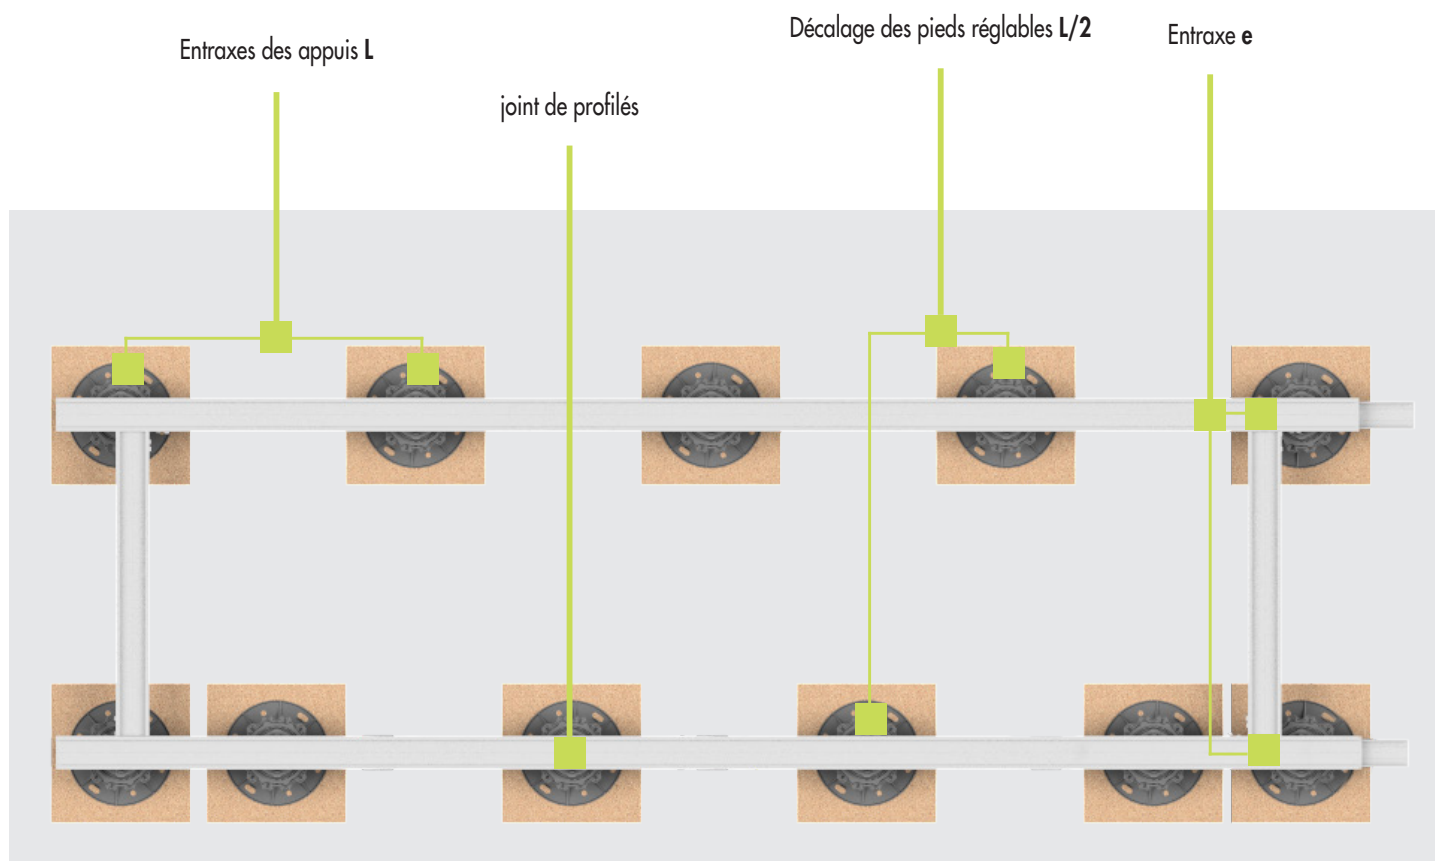 Entraxes des appuis L
joint de profilés
Décalage des pieds réglables L/2
Entraxe e